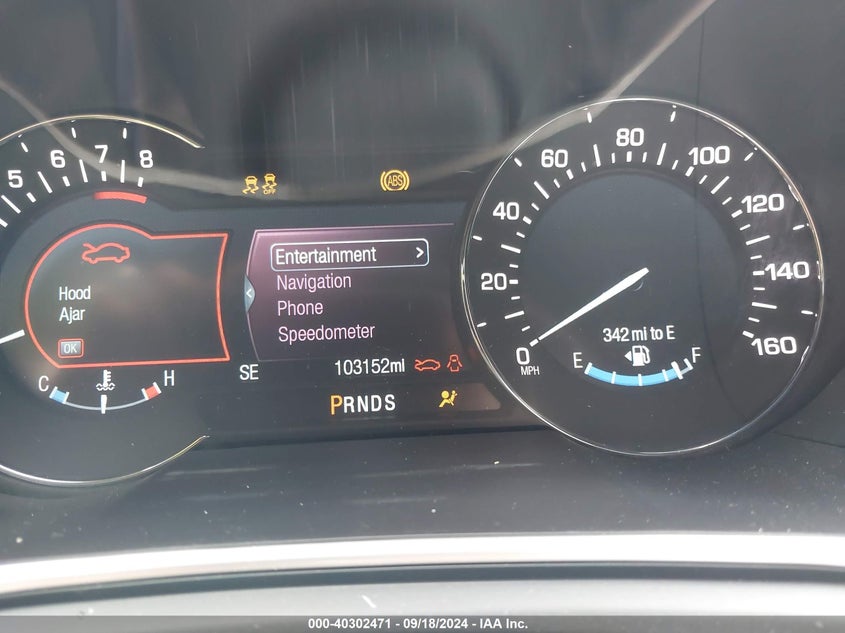 5 6 7 8
Hood
Ajar
OK
C H
OFF
ABS
Entertainment >
Navigation
Phone
Speedometer
SE 103152mi
PRNDS
0 20 40 60 80 100 120 140 160
MPH
342 mi to E
E F
000-40302471 - 09/18/2024 - IAA Inc.